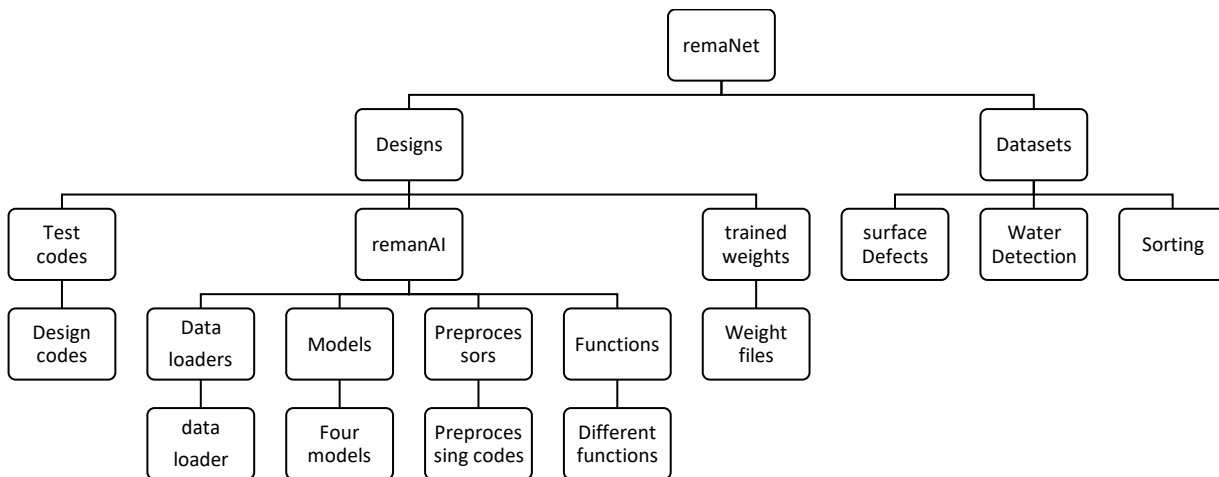 remaNet
Designs
Datasets
Test
codes
remanAI
trained
weights
surface
Defects
Water
Detection
Sorting
Design
codes
Data
loaders
Models
Preproces
sors
Functions
Weight
files
data
loader
Four
models
Preproces
sing codes
Different
functions